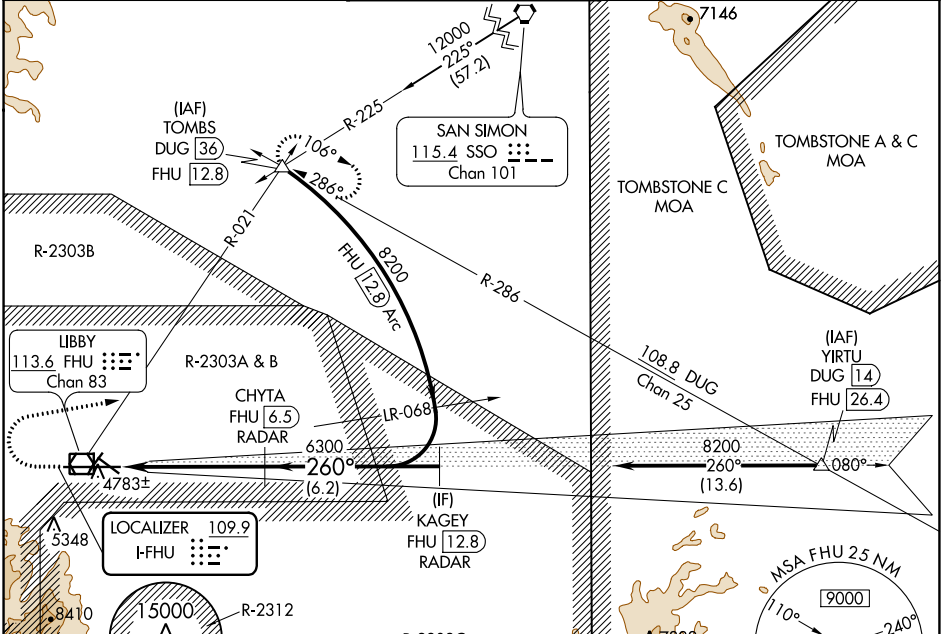 7146
12000
225°
(57.2)
R-225
(IAF)
TOMBS
DUG 36
FHU 12.8
106°
286°
SAN SIMON
115.4 SSO
Chan 101
TOMBSTONE A & C
MOA
TOMBSTONE C
MOA
R-021
R-2303B
8200
FHU 12.8 Arc
R-286
LIBBY
113.6 FHU
Chan 83
R-2303A & B
108.8 DUG
Chan 25
(IAF)
YIRTU
DUG 14
FHU 26.4
CHYTA
FHU 6.5
RADAR
LR-068
6300
260°
(6.2)
8200
260°
(13.6)
080°
4783±
(IF)
KAGEY
FHU 12.8
RADAR
LOCALIZER 109.9
I-FHU
5348
8410
15000
R-2312
MSA FHU 25 NM
9000
110°
240°